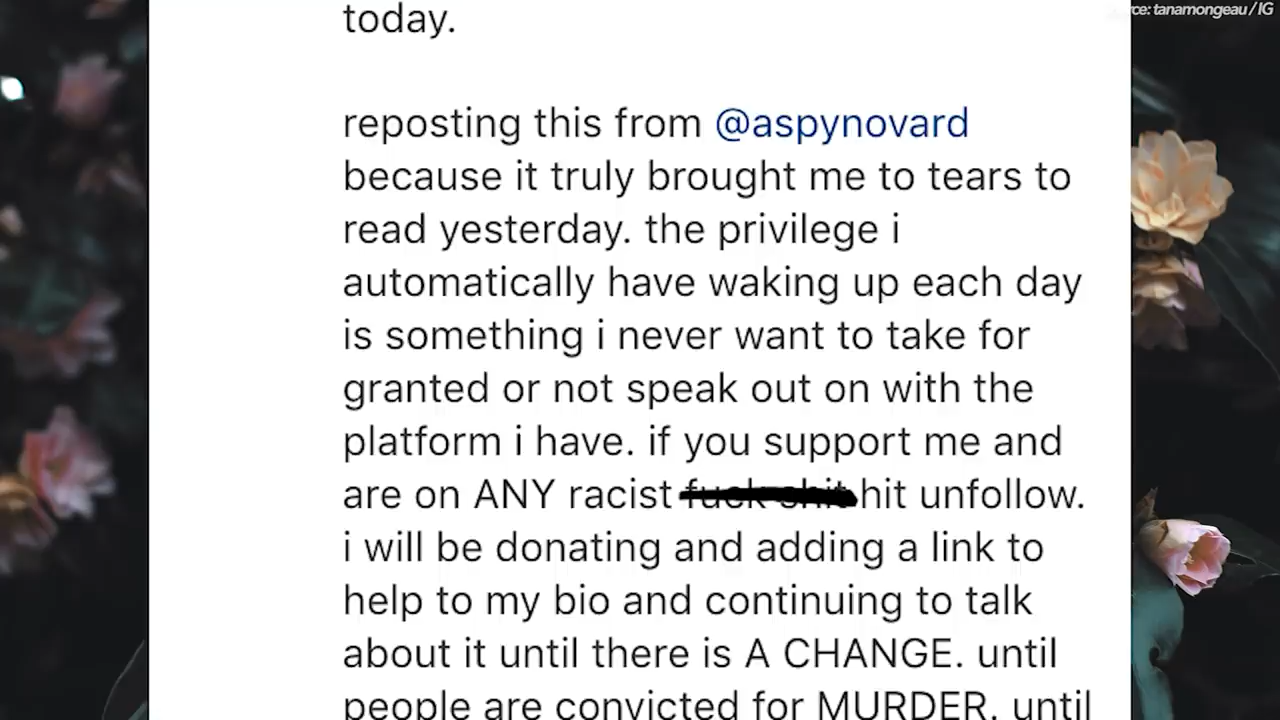 today.
reposting this from @aspynovard
because it truly brought me to tears to
read yesterday. the privilege i
automatically have waking up each day
is something i never want to take for
granted or not speak out on with the
platform i have. if you support me and
are on ANY racist fuck shit hit unfollow.
i will be donating and adding a link to
help to my bio and continuing to talk
about it until there is A CHANGE. until
people are convicted for MURDER. until
rce: tanamongeau / IG